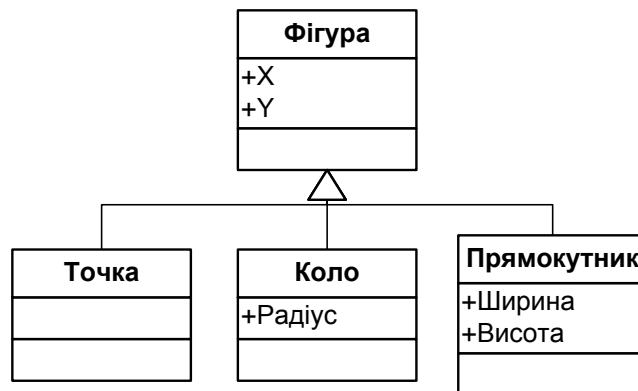 Фігура
+X
+Y
Точка
Коло
+Радіус
Прямокутник
+Ширина
+Висота